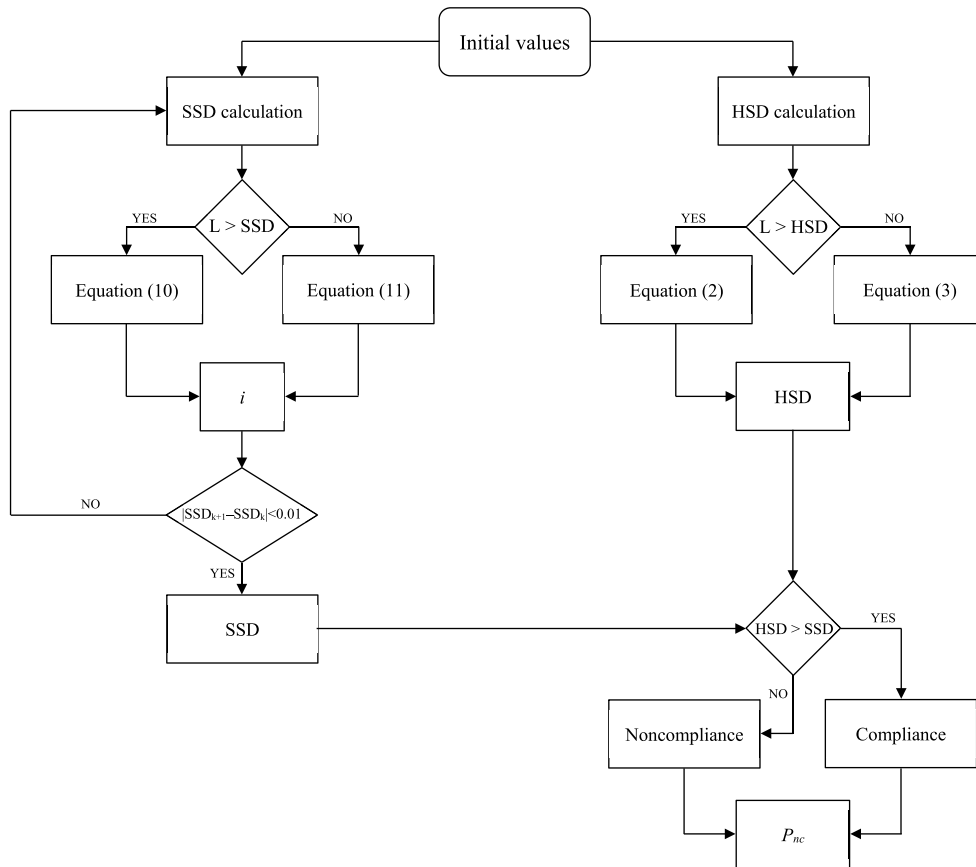 Initial values
SSD calculation
HSD calculation
L > SSD
YES
NO
L > HSD
YES
NO
Equation (10)
Equation (11)
Equation (2)
Equation (3)
i
HSD
|SSDₖ₊₁–SSDₖ|<0.01
NO
YES
SSD
HSD > SSD
YES
NO
Noncompliance
Compliance
Pnc